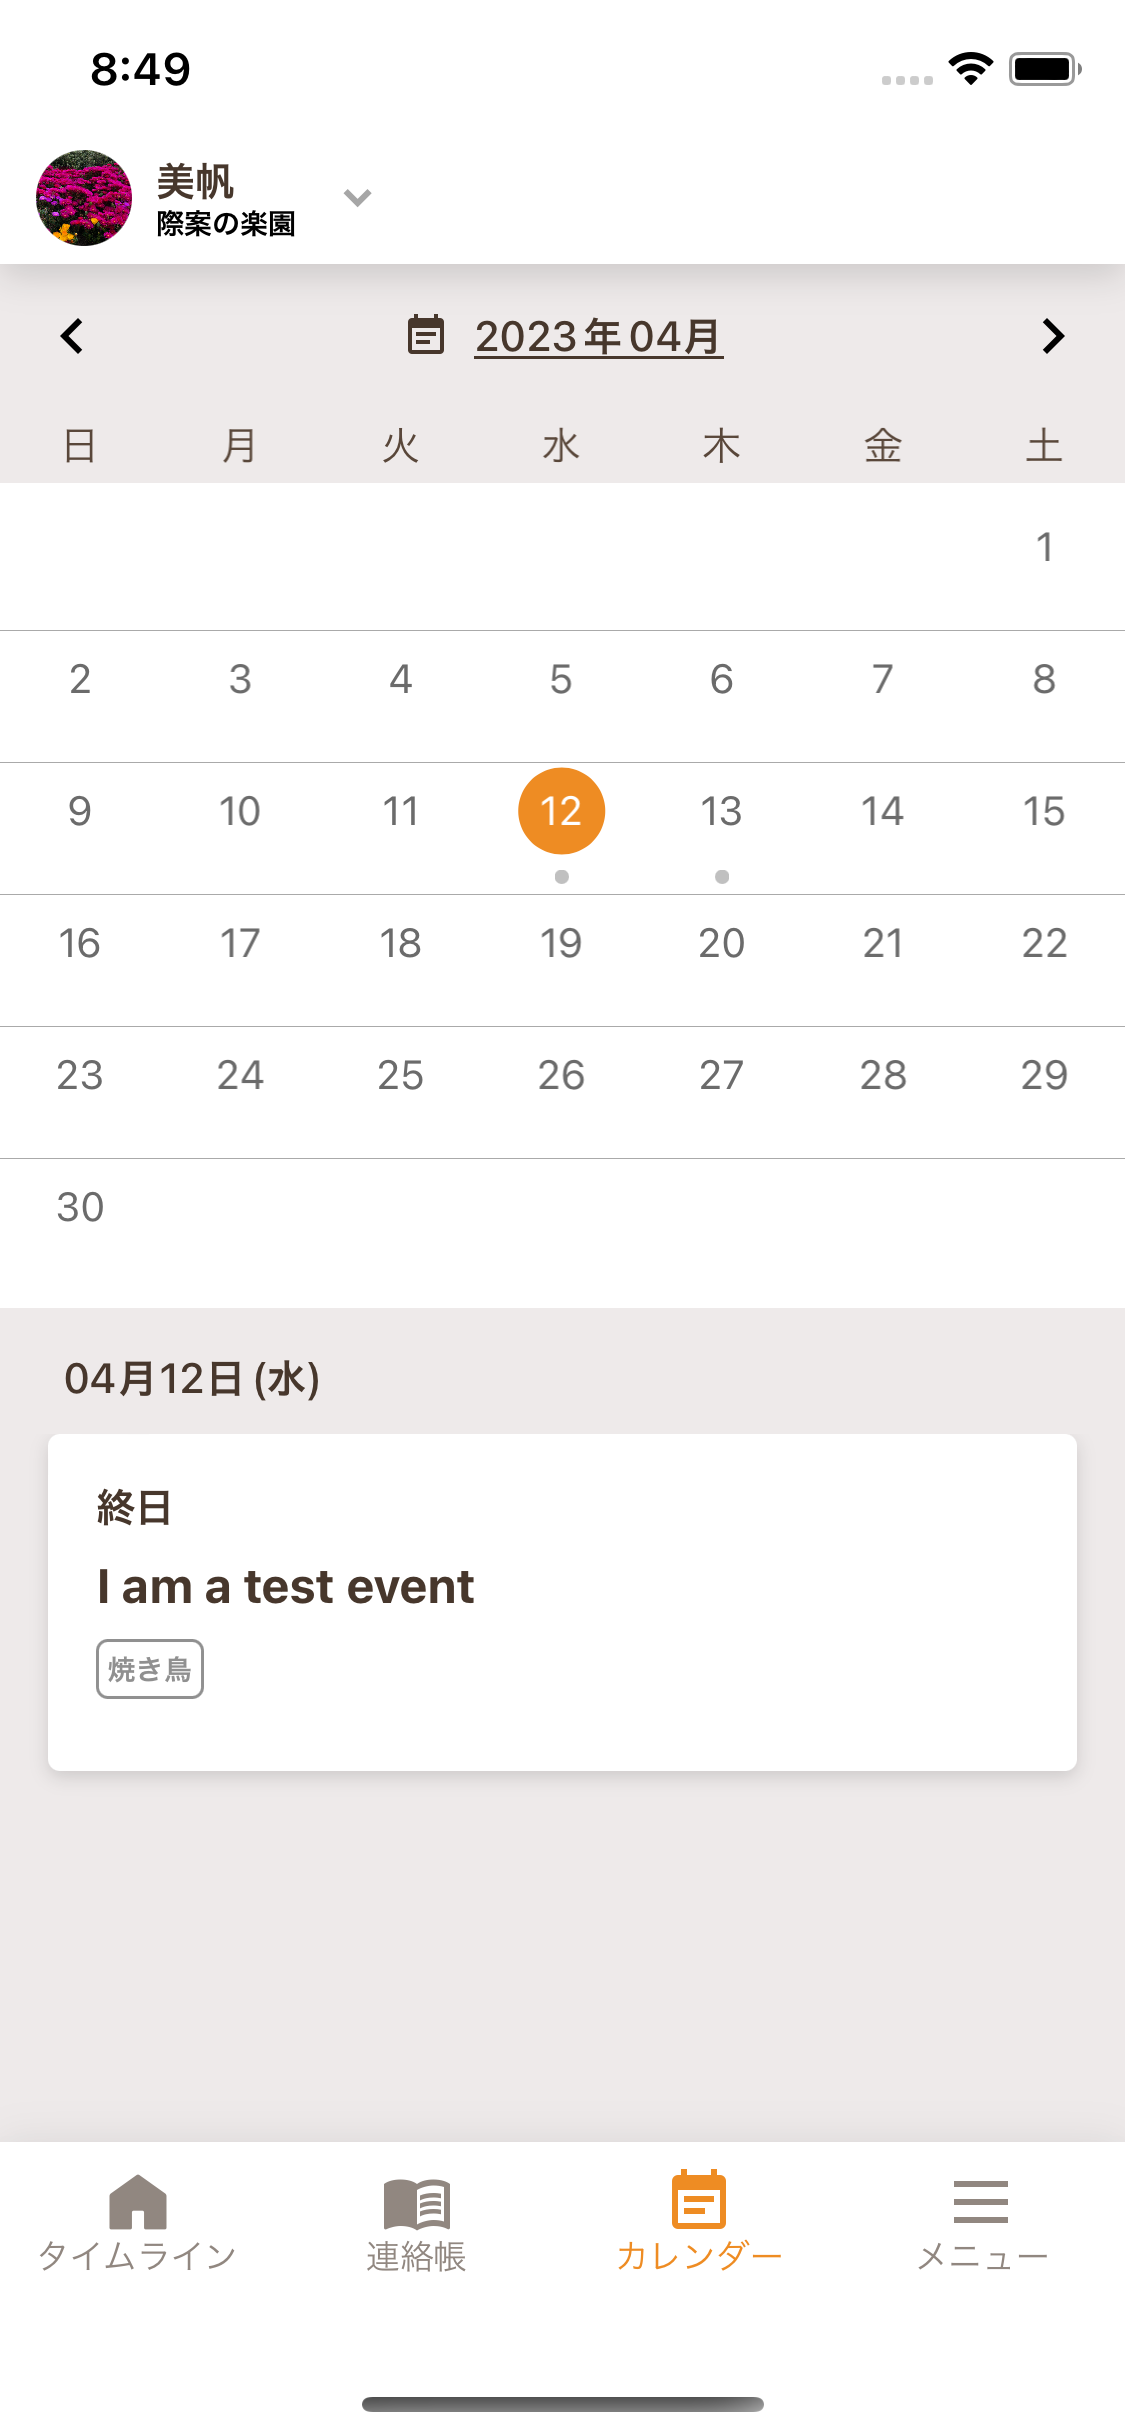 8:49
美帆
際案の楽園
2023年04月
日 月 火 水 木 金 土
1
2 3 4 5 6 7 8
9 10 11 12 13 14 15
16 17 18 19 20 21 22
23 24 25 26 27 28 29
30
04月12日(水)
終日
I am a test event
焼き鳥
タイムライン 連絡帳 カレンダー メニュー